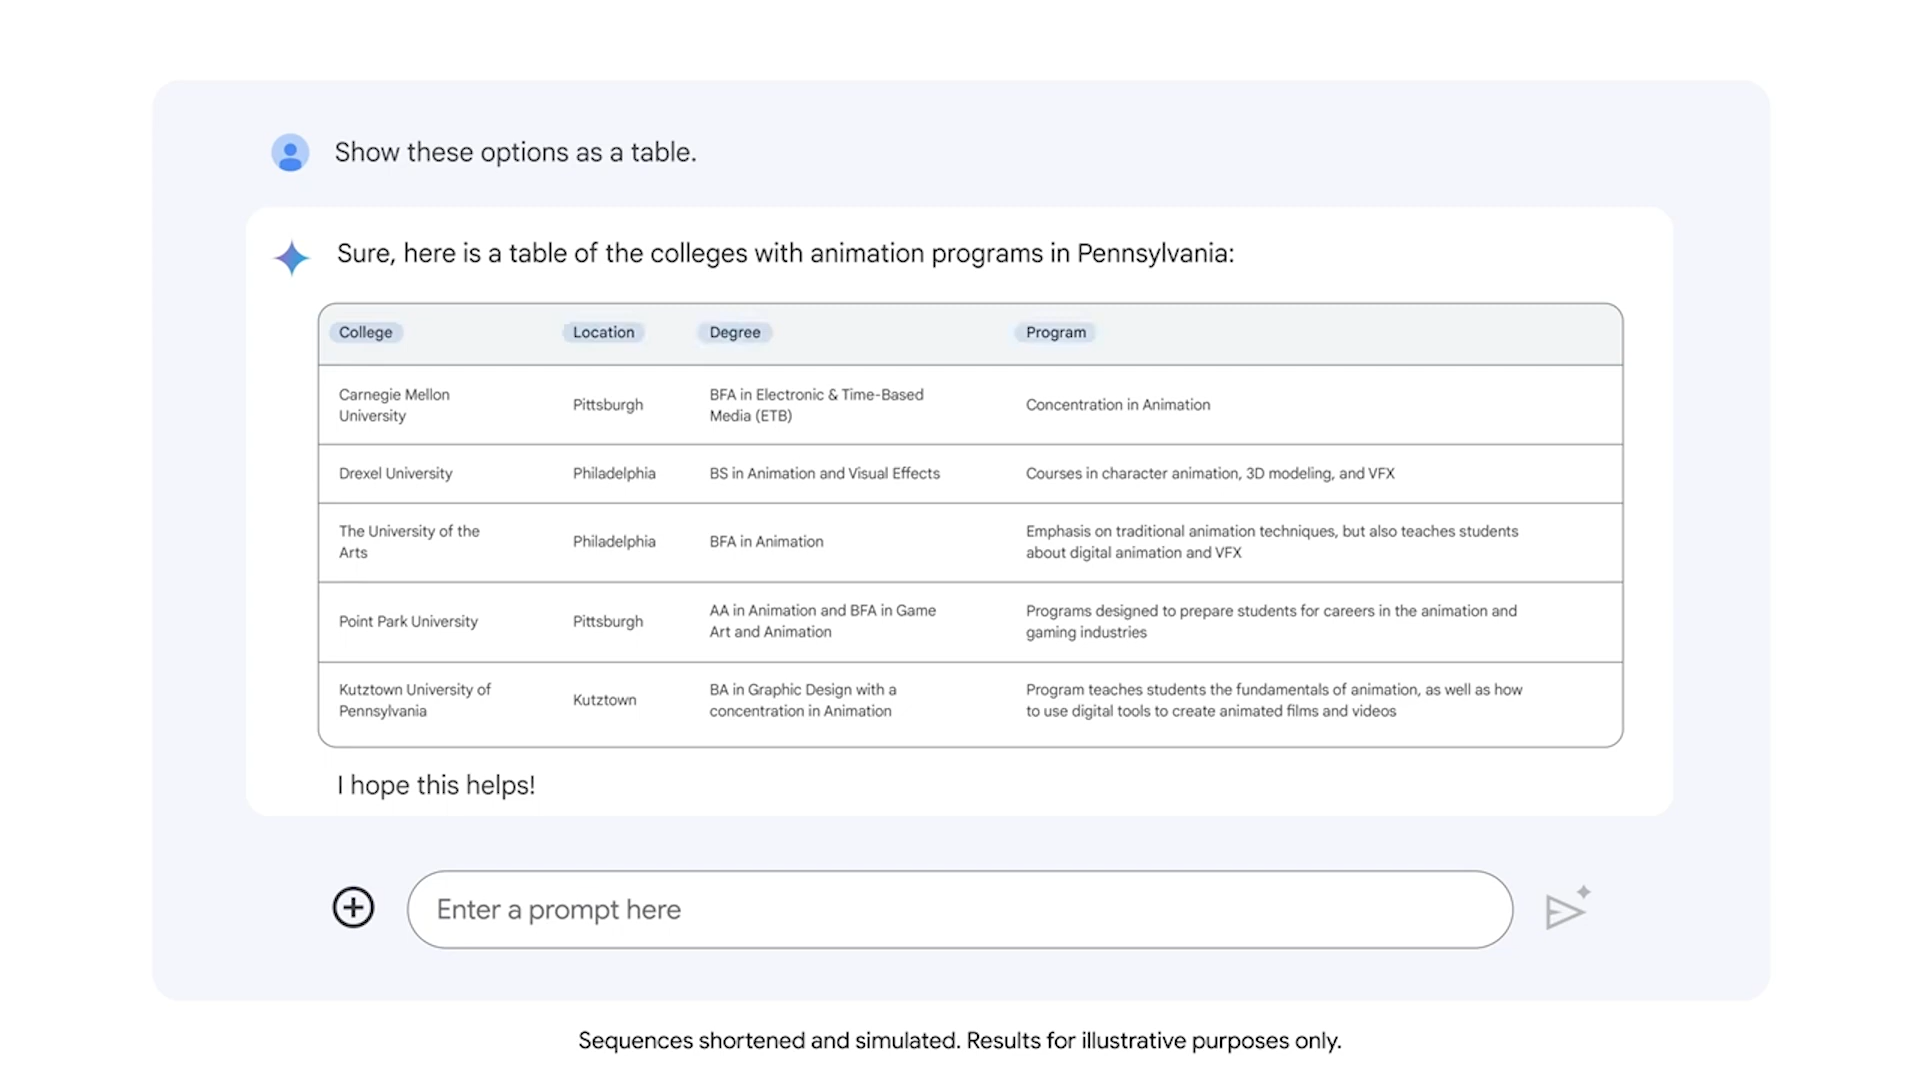 Show these options as a table.
Sure, here is a table of the colleges with animation programs in Pennsylvania:
College Location Degree Program
Carnegie Mellon
University
Pittsburgh
BFA in Electronic & Time-Based
Media (ETB)
Concentration in Animation
Drexel University
Philadelphia
BS in Animation and Visual Effects
Courses in character animation, 3D modeling, and VFX
The University of the
Arts
Philadelphia
BFA in Animation
Emphasis on traditional animation techniques, but also teaches students
about digital animation and VFX
Point Park University
Pittsburgh
AA in Animation and BFA in Game
Art and Animation
Programs designed to prepare students for careers in the animation and
gaming industries
Kutztown University of
Pennsylvania
Kutztown
BA in Graphic Design with a
concentration in Animation
Program teaches students the fundamentals of animation, as well as how
to use digital tools to create animated films and videos
I hope this helps!
Enter a prompt here
Sequences shortened and simulated. Results for illustrative purposes only.